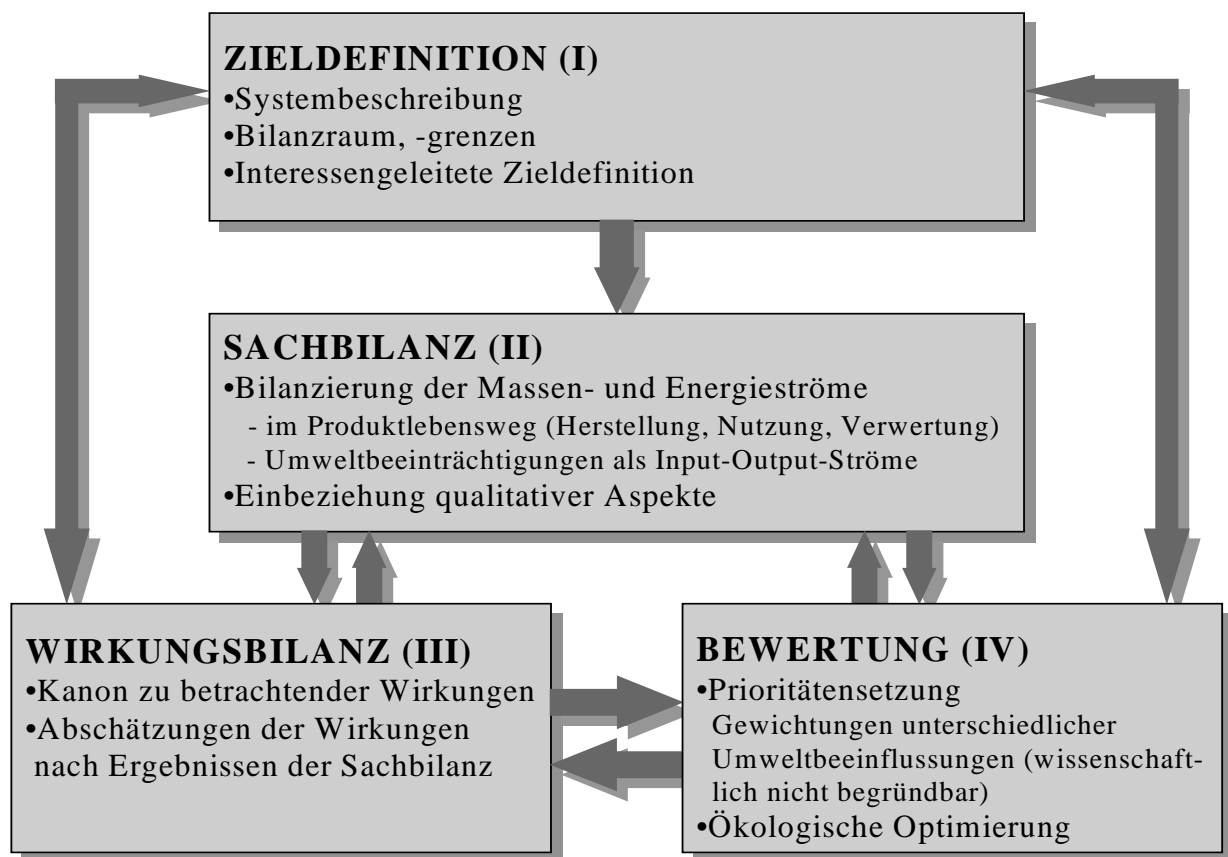 ZIELDEFINITION (I)
•Systembeschreibung
•Bilanzraum, -grenzen
•Interessengeleitete Zieldefinition
SACHBILANZ (II)
•Bilanzierung der Massen- und Energieströme
- im Produktlebensweg (Herstellung, Nutzung, Verwertung)
- Umweltbeeinträchtigungen als Input-Output-Ströme
•Einbeziehung qualitativer Aspekte
WIRKUNGSBILANZ (III)
•Kanon zu betrachtender Wirkungen
•Abschätzungen der Wirkungen
nach Ergebnissen der Sachbilanz
BEWERTUNG (IV)
•Prioritätensetzung
Gewichtungen unterschiedlicher
Umweltbeeinflussungen (wissenschaft-
lich nicht begründbar)
•Ökologische Optimierung